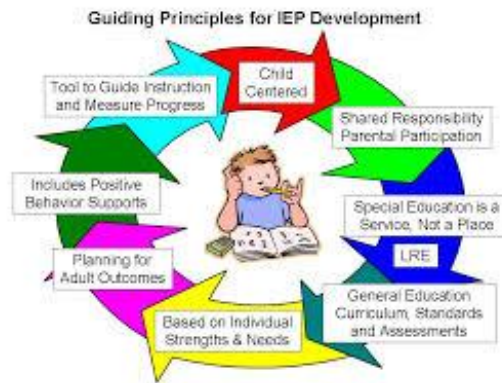 Guiding Principles for IEP Development
Child
Centered
Shared Responsibility
Parental Participation
Special Education is a
Service, Not a Place
LRE
General Education
Curriculum, Standards
and Assessments
Based on Individual
Strengths & Needs
Planning for
Adult Outcomes
Includes Positive
Behavior Supports
Tool to Guide Instruction
and Measure Progress